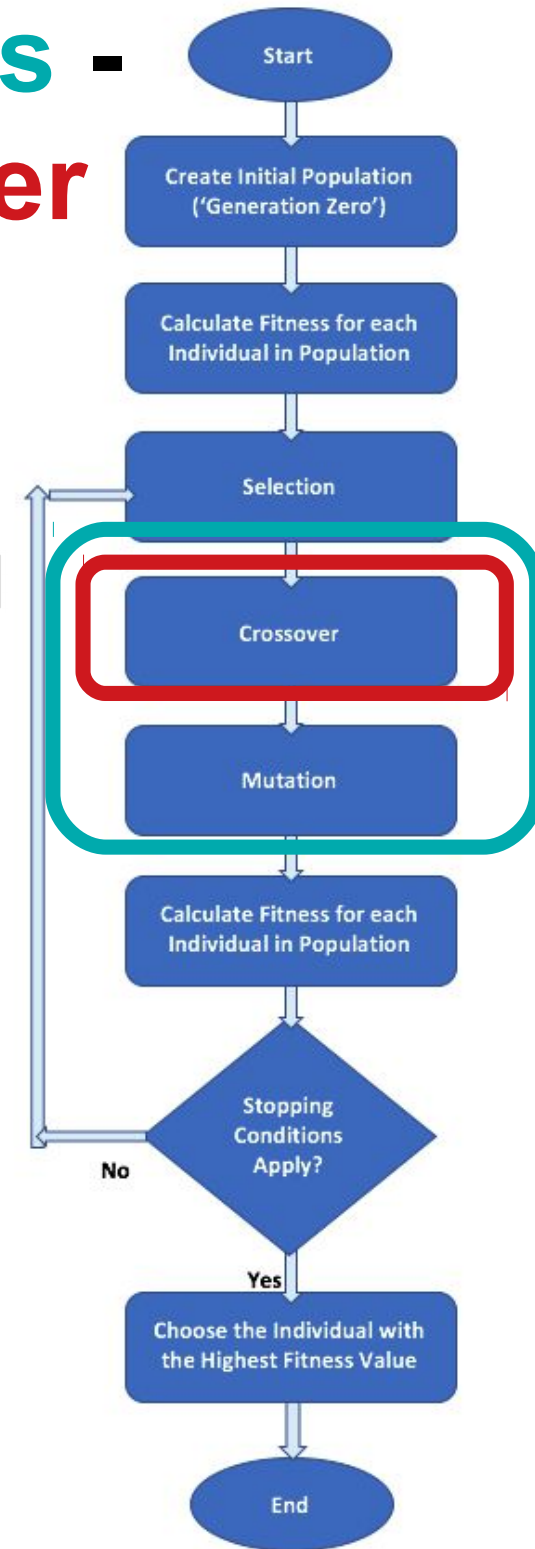 s -
er
Start
Create Initial Population
('Generation Zero')
Calculate Fitness for each
Individual in Population
Selection
Crossover
Mutation
Calculate Fitness for each
Individual in Population
Stopping
Conditions
Apply?
No
Yes
Choose the Individual with
the Highest Fitness Value
End